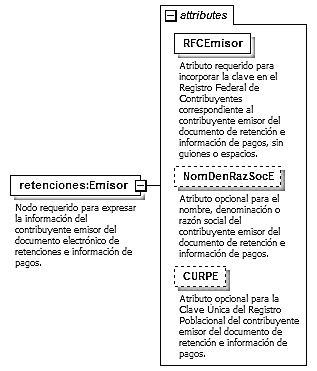 attributes
RFCEmisor
Atributo requerido para
incorporar la clave en el
Registro Federal de
Contribuyentes
correspondiente al
contribuyente emisor del
documento de retención e
información de pagos, sin
guiones o espacios.
retenciones:Emisor
Nodo requerido para expresar
la información del
contribuyente emisor del
documento electrónico de
retenciones e información de
pagos.
NomDenRazSocE
Atributo opcional para el
nombre, denominación o
razón social del
contribuyente emisor del
documento de retención e
información de pagos.
CURPE
Atributo opcional para la
Clave Única del Registro
Poblacional del contribuyente
emisor del documento de
retención e información de
pagos.